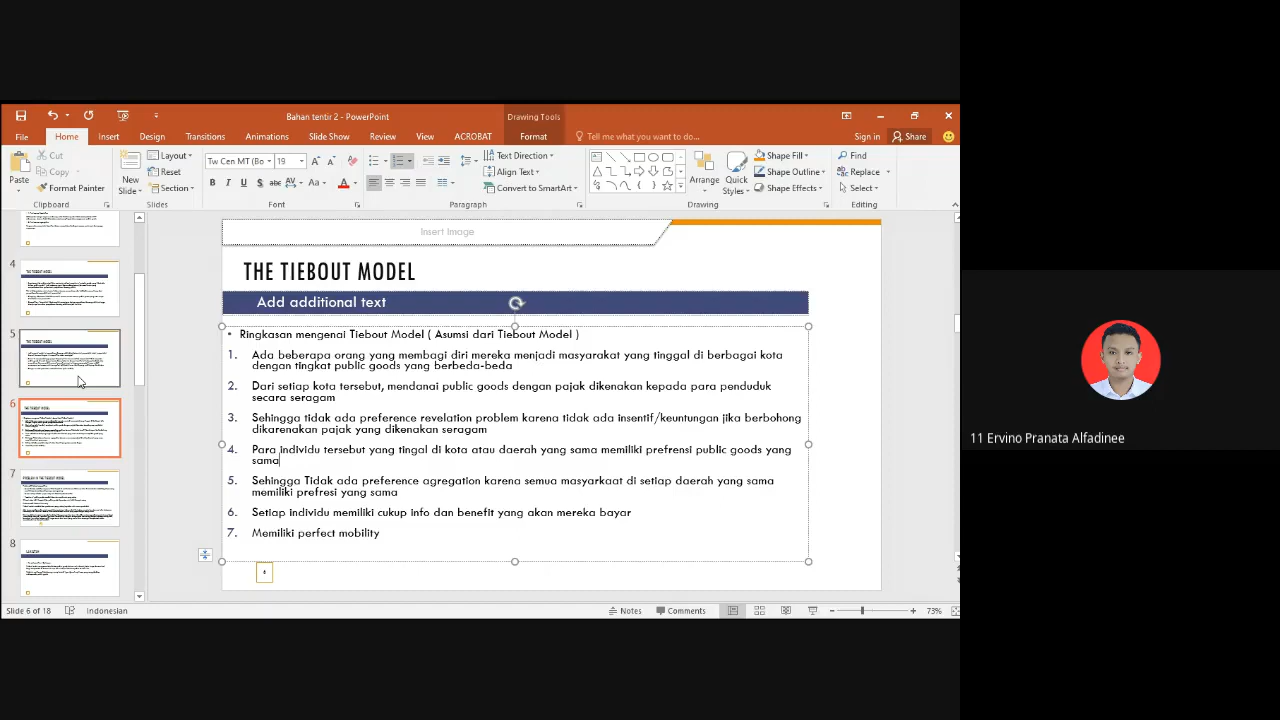 Bahan tentir 2 - PowerPoint
Drawing Tools
File
Home
Insert
Design
Transitions
Animations
Slide Show
Review
View
ACROBAT
Format
Tell me what you want to do...
Sign in
Share
Paste
Cut
Copy
Format Painter
Clipboard
New Slide
Layout
Reset
Section
Slides
Tw Cen MT (Bo
19
Font
Text Direction
Align Text
Convert to SmartArt
Paragraph
Arrange
Quick Styles
Shape Fill
Shape Outline
Shape Effects
Drawing
Find
Replace
Select
Editing
4
5
6
7
8
Insert Image
THE TIEBOUT MODEL
Add additional text
• Ringkasan mengenai Tiebout Model ( Asumsi dari Tiebout Model )
1. Ada beberapa orang yang membagi diri mereka menjadi masyarakat yang tinggal di berbagai kota
dengan tingkat public goods yang berbeda-beda
2. Dari setiap kota tersebut, mendanai public goods dengan pajak dikenakan kepada para penduduk
secara seragam
3. Sehingga tidak ada preference revelation problem karena tidak ada insentif/keuntungan jika berbohong
dikarenakan pajak yang dikenakan seragam
4. Para individu tersebut yang tingal di kota atau daerah yang sama memiliki prefrensi public goods yang
sama
5. Sehingga Tidak ada preference agregation karena semua masyarkaat di setiap daerah yang sama
memiliki prefresi yang sama
6. Setiap individu memiliki cukup info dan benefit yang akan mereka bayar
7. Memiliki perfect mobility
Slide 6 of 18
Indonesian
Notes
Comments
73%
11 Ervino Pranata Alfadinee